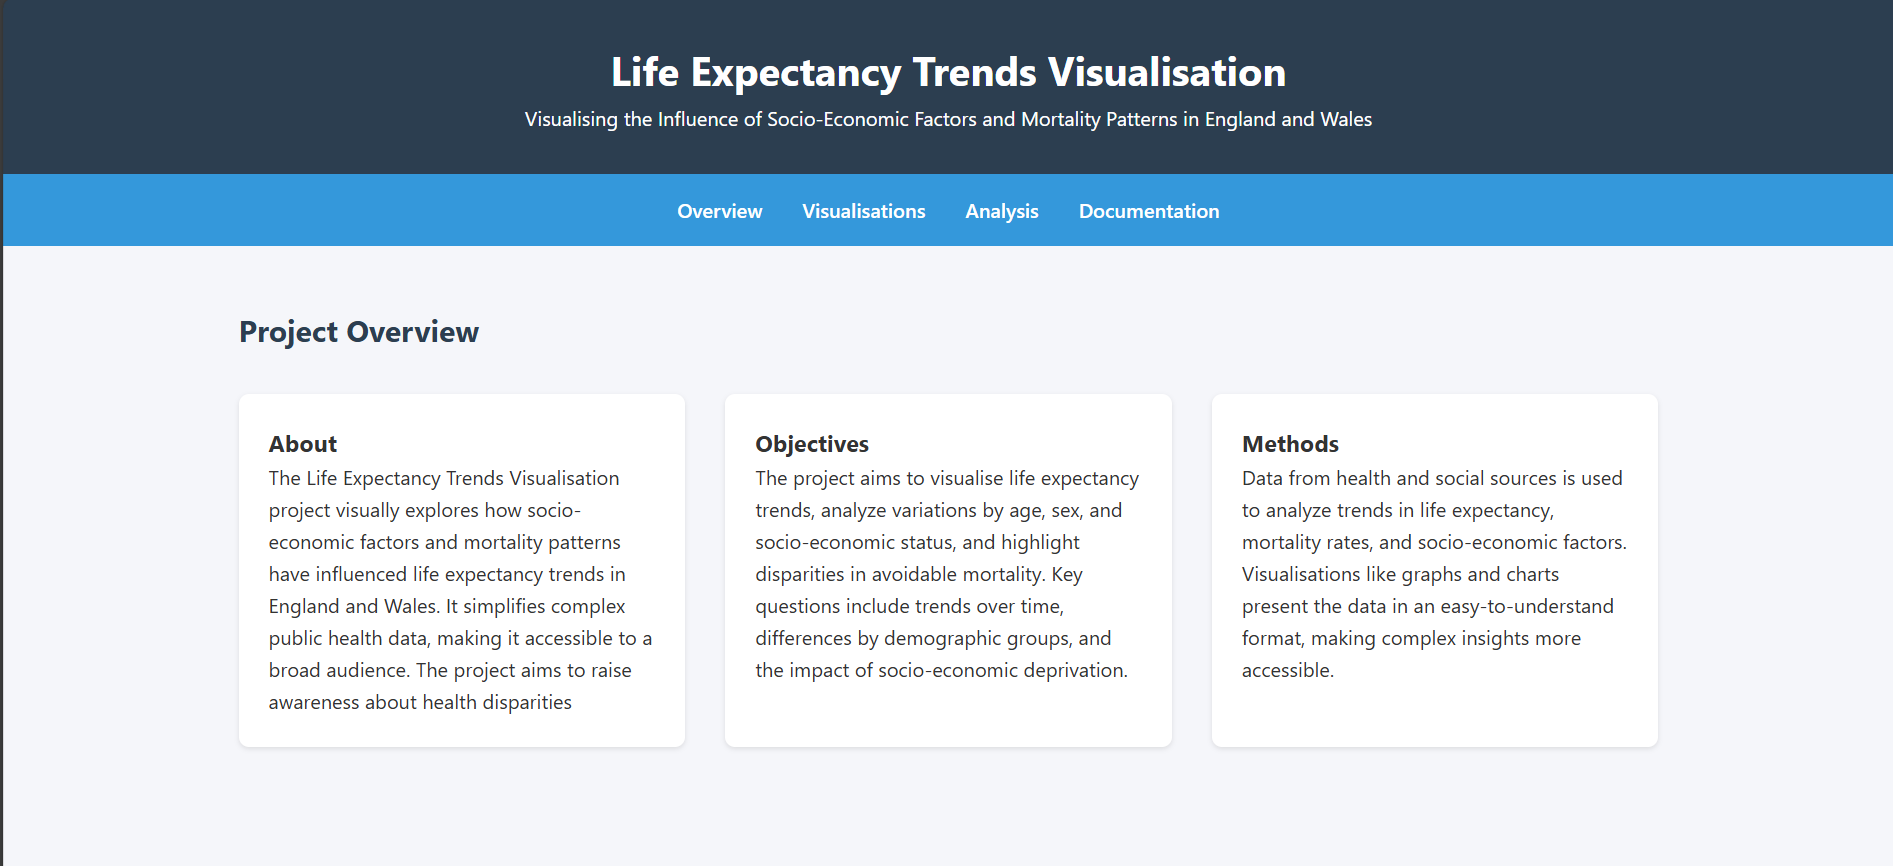 Life Expectancy Trends Visualisation
Visualising the Influence of Socio-Economic Factors and Mortality Patterns in England and Wales
Overview Visualisations Analysis Documentation
Project Overview
About
The Life Expectancy Trends Visualisation
project visually explores how socio-
economic factors and mortality patterns
have influenced life expectancy trends in
England and Wales. It simplifies complex
public health data, making it accessible to a
broad audience. The project aims to raise
awareness about health disparities
Objectives
The project aims to visualise life expectancy
trends, analyze variations by age, sex, and
socio-economic status, and highlight
disparities in avoidable mortality. Key
questions include trends over time,
differences by demographic groups, and
the impact of socio-economic deprivation.
Methods
Data from health and social sources is used
to analyze trends in life expectancy,
mortality rates, and socio-economic factors.
Visualisations like graphs and charts
present the data in an easy-to-understand
format, making complex insights more
accessible.